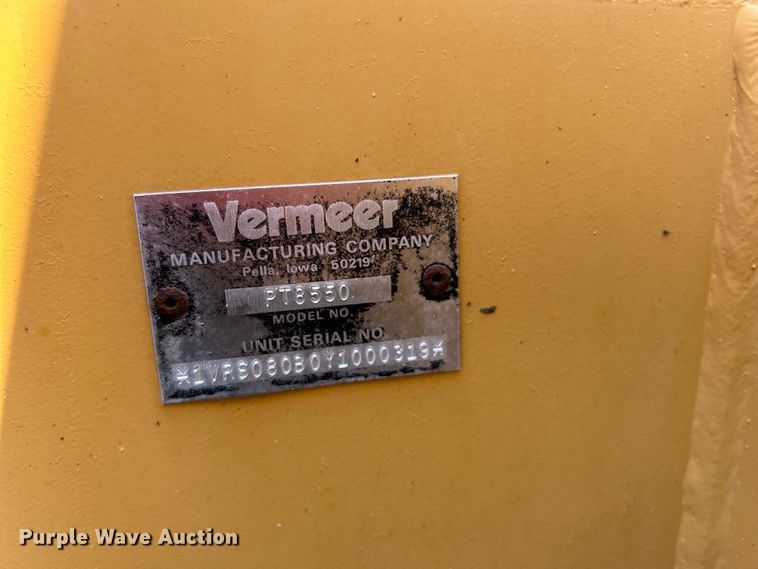 Vermeer
MANUFACTURING COMPANY
Pella, Iowa 50219
PT8550
MODEL NO.
UNIT SERIAL NO
*1VRS080B0Y1000319*
Purple Wave Auction